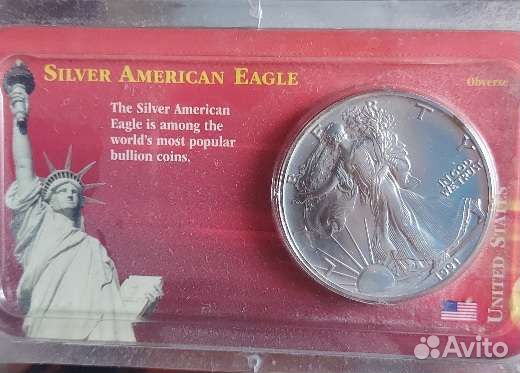 SILVER AMERICAN EAGLE
Obverse
The Silver American
Eagle is among the
world's most popular
bullion coins.
L I E R T Y
IN GOD
WE TRUST
1991
UNITED STATES
Avito